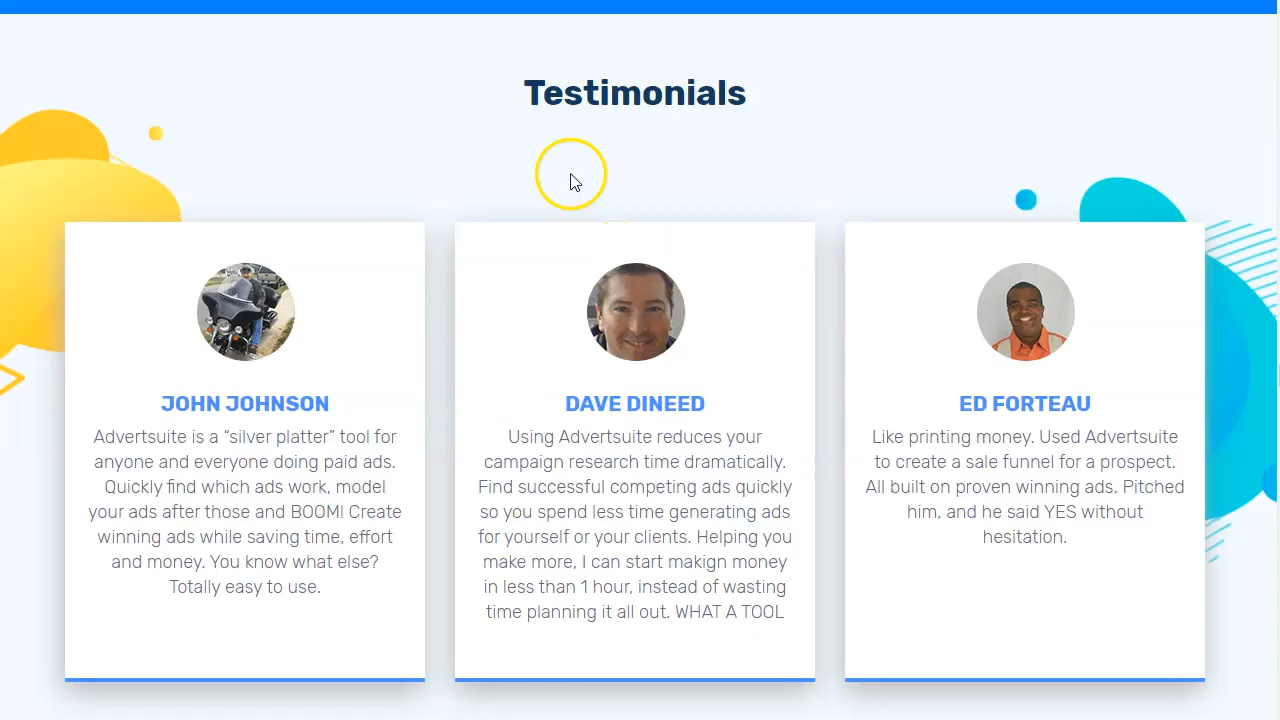 Testimonials
JOHN JOHNSON
Advertsuite is a “silver platter” tool for
anyone and everyone doing paid ads.
Quickly find which ads work, model
your ads after those and BOOM! Create
winning ads while saving time, effort
and money. You know what else?
Totally easy to use.
DAVE DINEED
Using Advertsuite reduces your
campaign research time dramatically.
Find successful competing ads quickly
so you spend less time generating ads
for yourself or your clients. Helping you
make more, I can start makign money
in less than 1 hour, instead of wasting
time planning it all out. WHAT A TOOL
ED FORTEAU
Like printing money. Used Advertsuite
to create a sale funnel for a prospect.
All built on proven winning ads. Pitched
him, and he said YES without
hesitation.